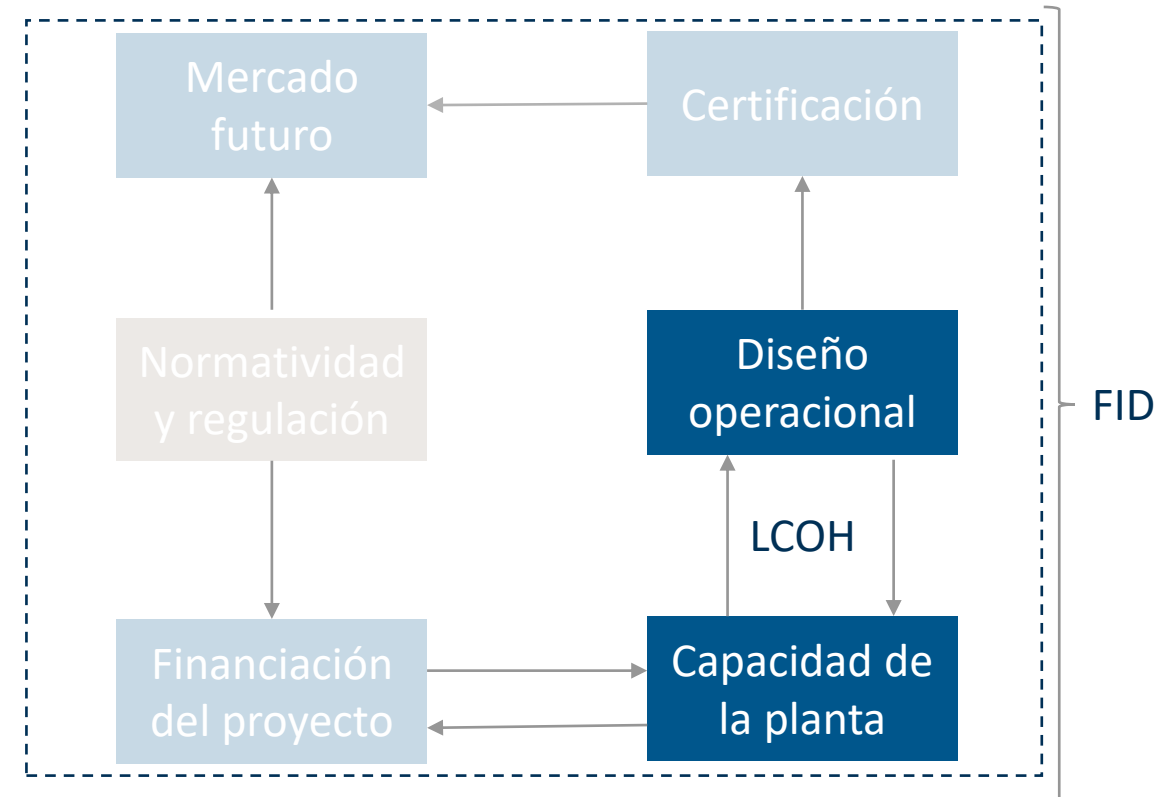 Mercado
futuro
Certificación
Normatividad
y regulación
Diseño
operacional
FID
LCOH
Financiación
del proyecto
Capacidad de
la planta